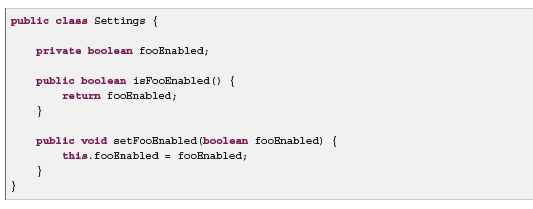 public class Settings {
private boolean fooEnabled;
public boolean isFooEnabled() {
return fooEnabled;
}
public void setFooEnabled(boolean fooEnabled) {
this.fooEnabled = fooEnabled;
}
}